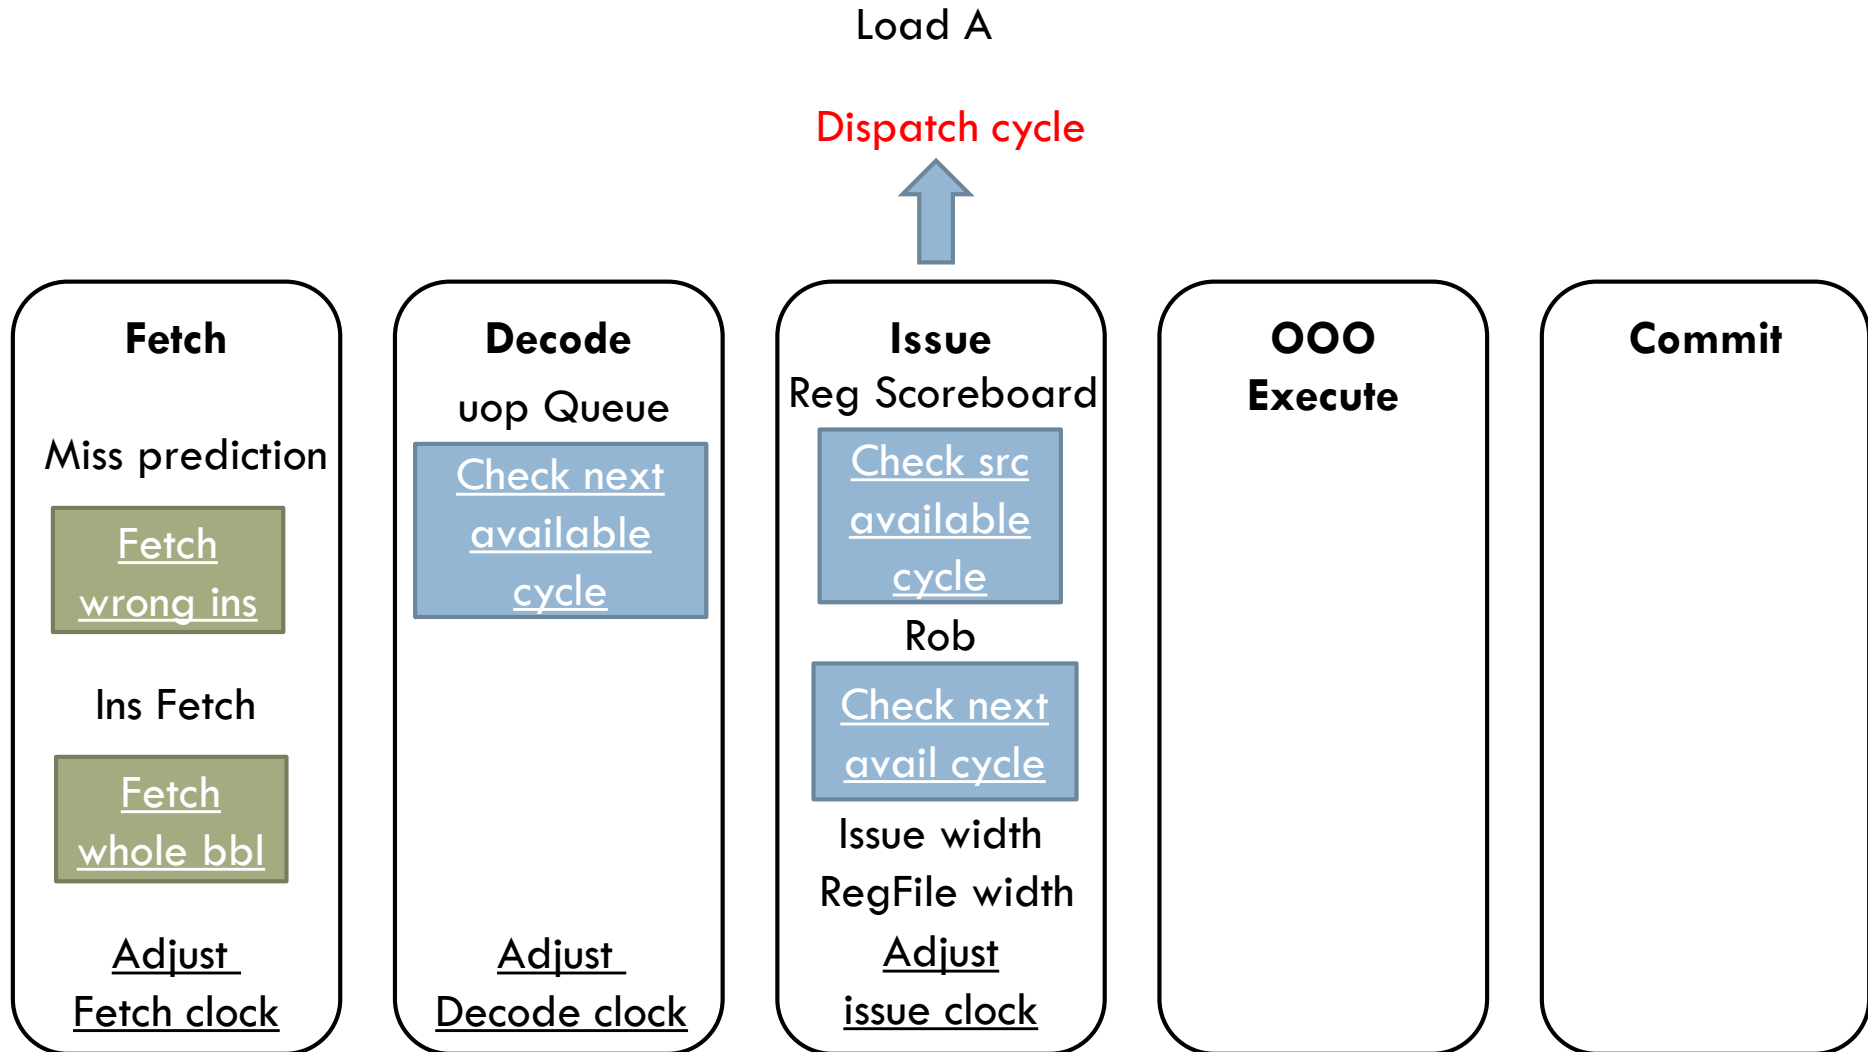 Load A
Dispatch cycle
Fetch
Miss prediction
Fetch
wrong ins
Ins Fetch
Fetch
whole bbl
Adjust
Fetch clock
Decode
uop Queue
Check next
available
cycle
Adjust
Decode clock
Issue
Reg Scoreboard
Check src
available
cycle
Rob
Check next
avail cycle
Issue width
RegFile width
Adjust
issue clock
OOO
Execute
Commit